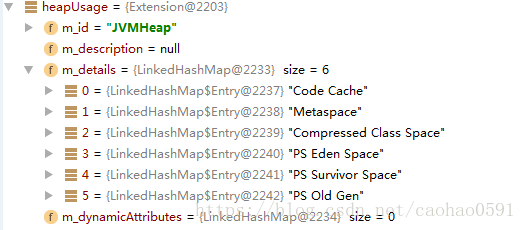 heapUsage = {Extension@2203}
m_id = "JVMHeap"
m_description = null
m_details = {LinkedHashMap@2233} size = 6
0 = {LinkedHashMap$Entry@2237} "Code Cache"
1 = {LinkedHashMap$Entry@2238} "Metaspace"
2 = {LinkedHashMap$Entry@2239} "Compressed Class Space"
3 = {LinkedHashMap$Entry@2240} "PS Eden Space"
4 = {LinkedHashMap$Entry@2241} "PS Survivor Space"
5 = {LinkedHashMap$Entry@2242} "PS Old Gen"
m_dynamicAttributes = {LinkedHashMap@2234} size = 0
https://blog.csdn.net/caohao0591